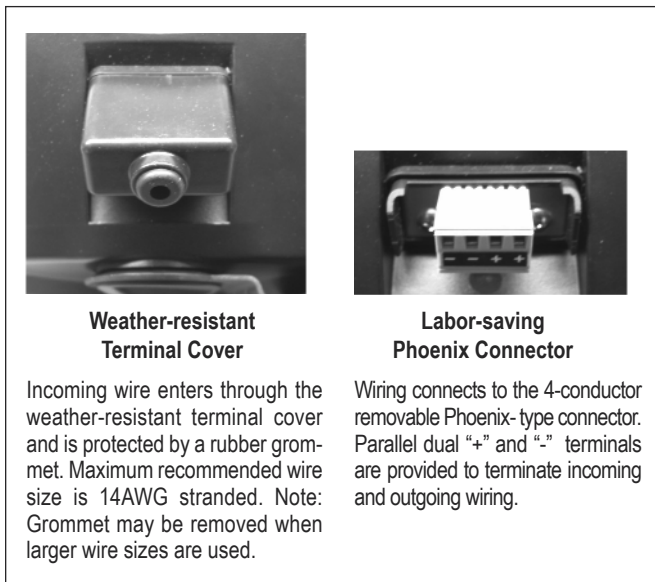 - - + +
Weather-resistant
Terminal Cover
Incoming wire enters through the
weather-resistant terminal cover
and is protected by a rubber grom-
met. Maximum recommended wire
size is 14AWG stranded. Note:
Grommet may be removed when
larger wire sizes are used.
Labor-saving
Phoenix Connector
Wiring connects to the 4-conductor
removable Phoenix- type connector.
Parallel dual “+” and “-” terminals
are provided to terminate incoming
and outgoing wiring.